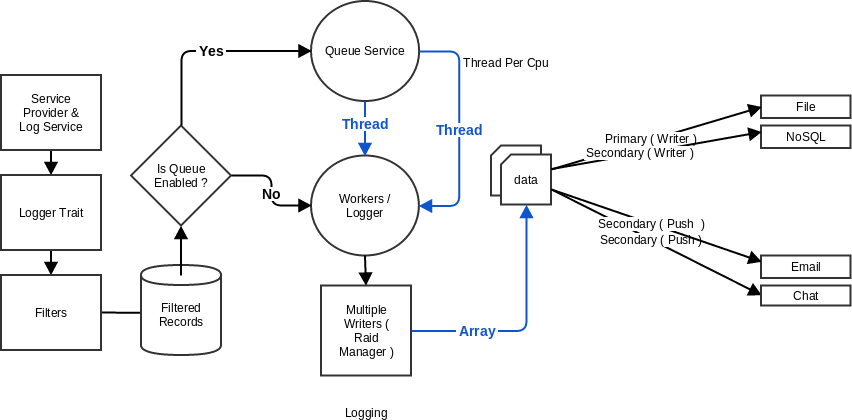 Service
Provider &
Log Service
Logger Trait
Filters
Filtered
Records
Is Queue
Enabled ?
Yes
No
Queue Service
Thread
Thread
Thread Per Cpu
Workers /
Logger
Multiple
Writers (
Raid
Manager )
Array
data
Primary ( Writer )
Secondary ( Writer )
Secondary ( Push  )
Secondary ( Push )
File
NoSQL
Email
Chat
Logging